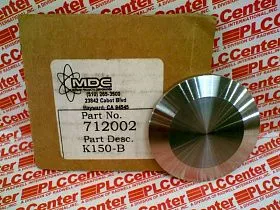 MDC
(510) 265-3500
23842 Cabot Blvd
Hayward, CA 94545
Part No.
712002
Part Desc.
K150-B
PLCCenter